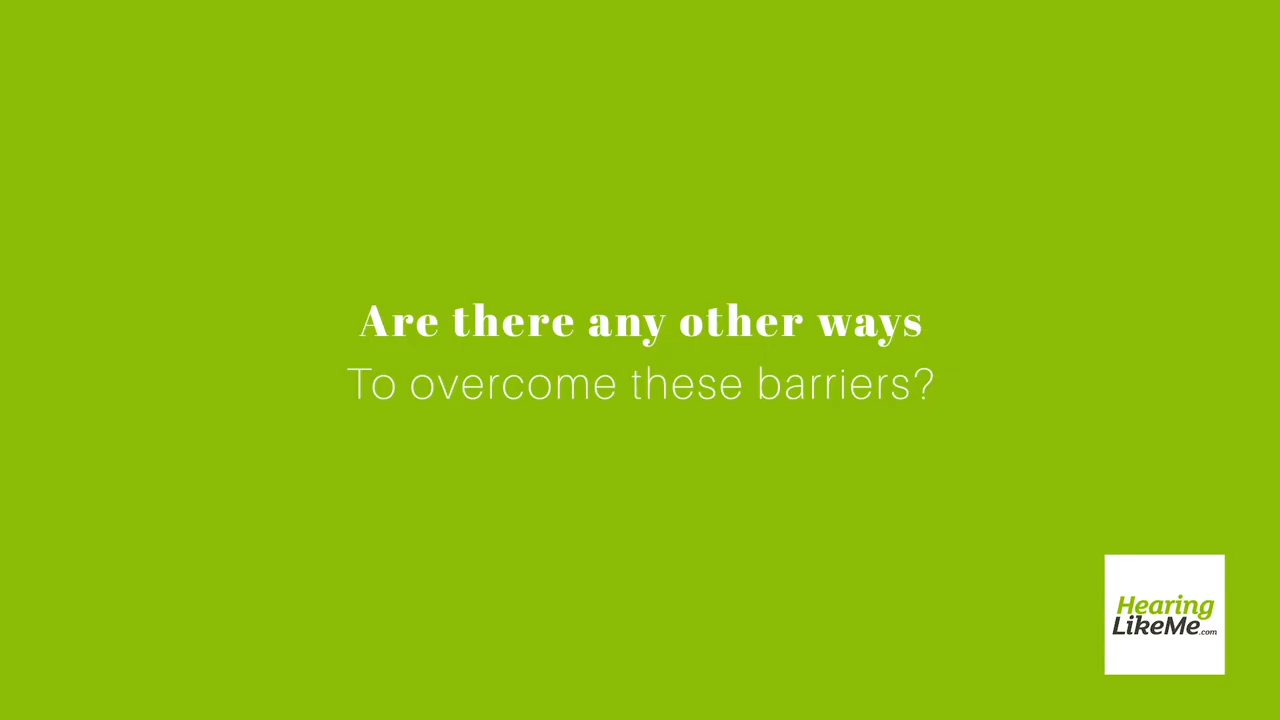 Are there any other ways
To overcome these barriers?
Hearing
LikeMe.com